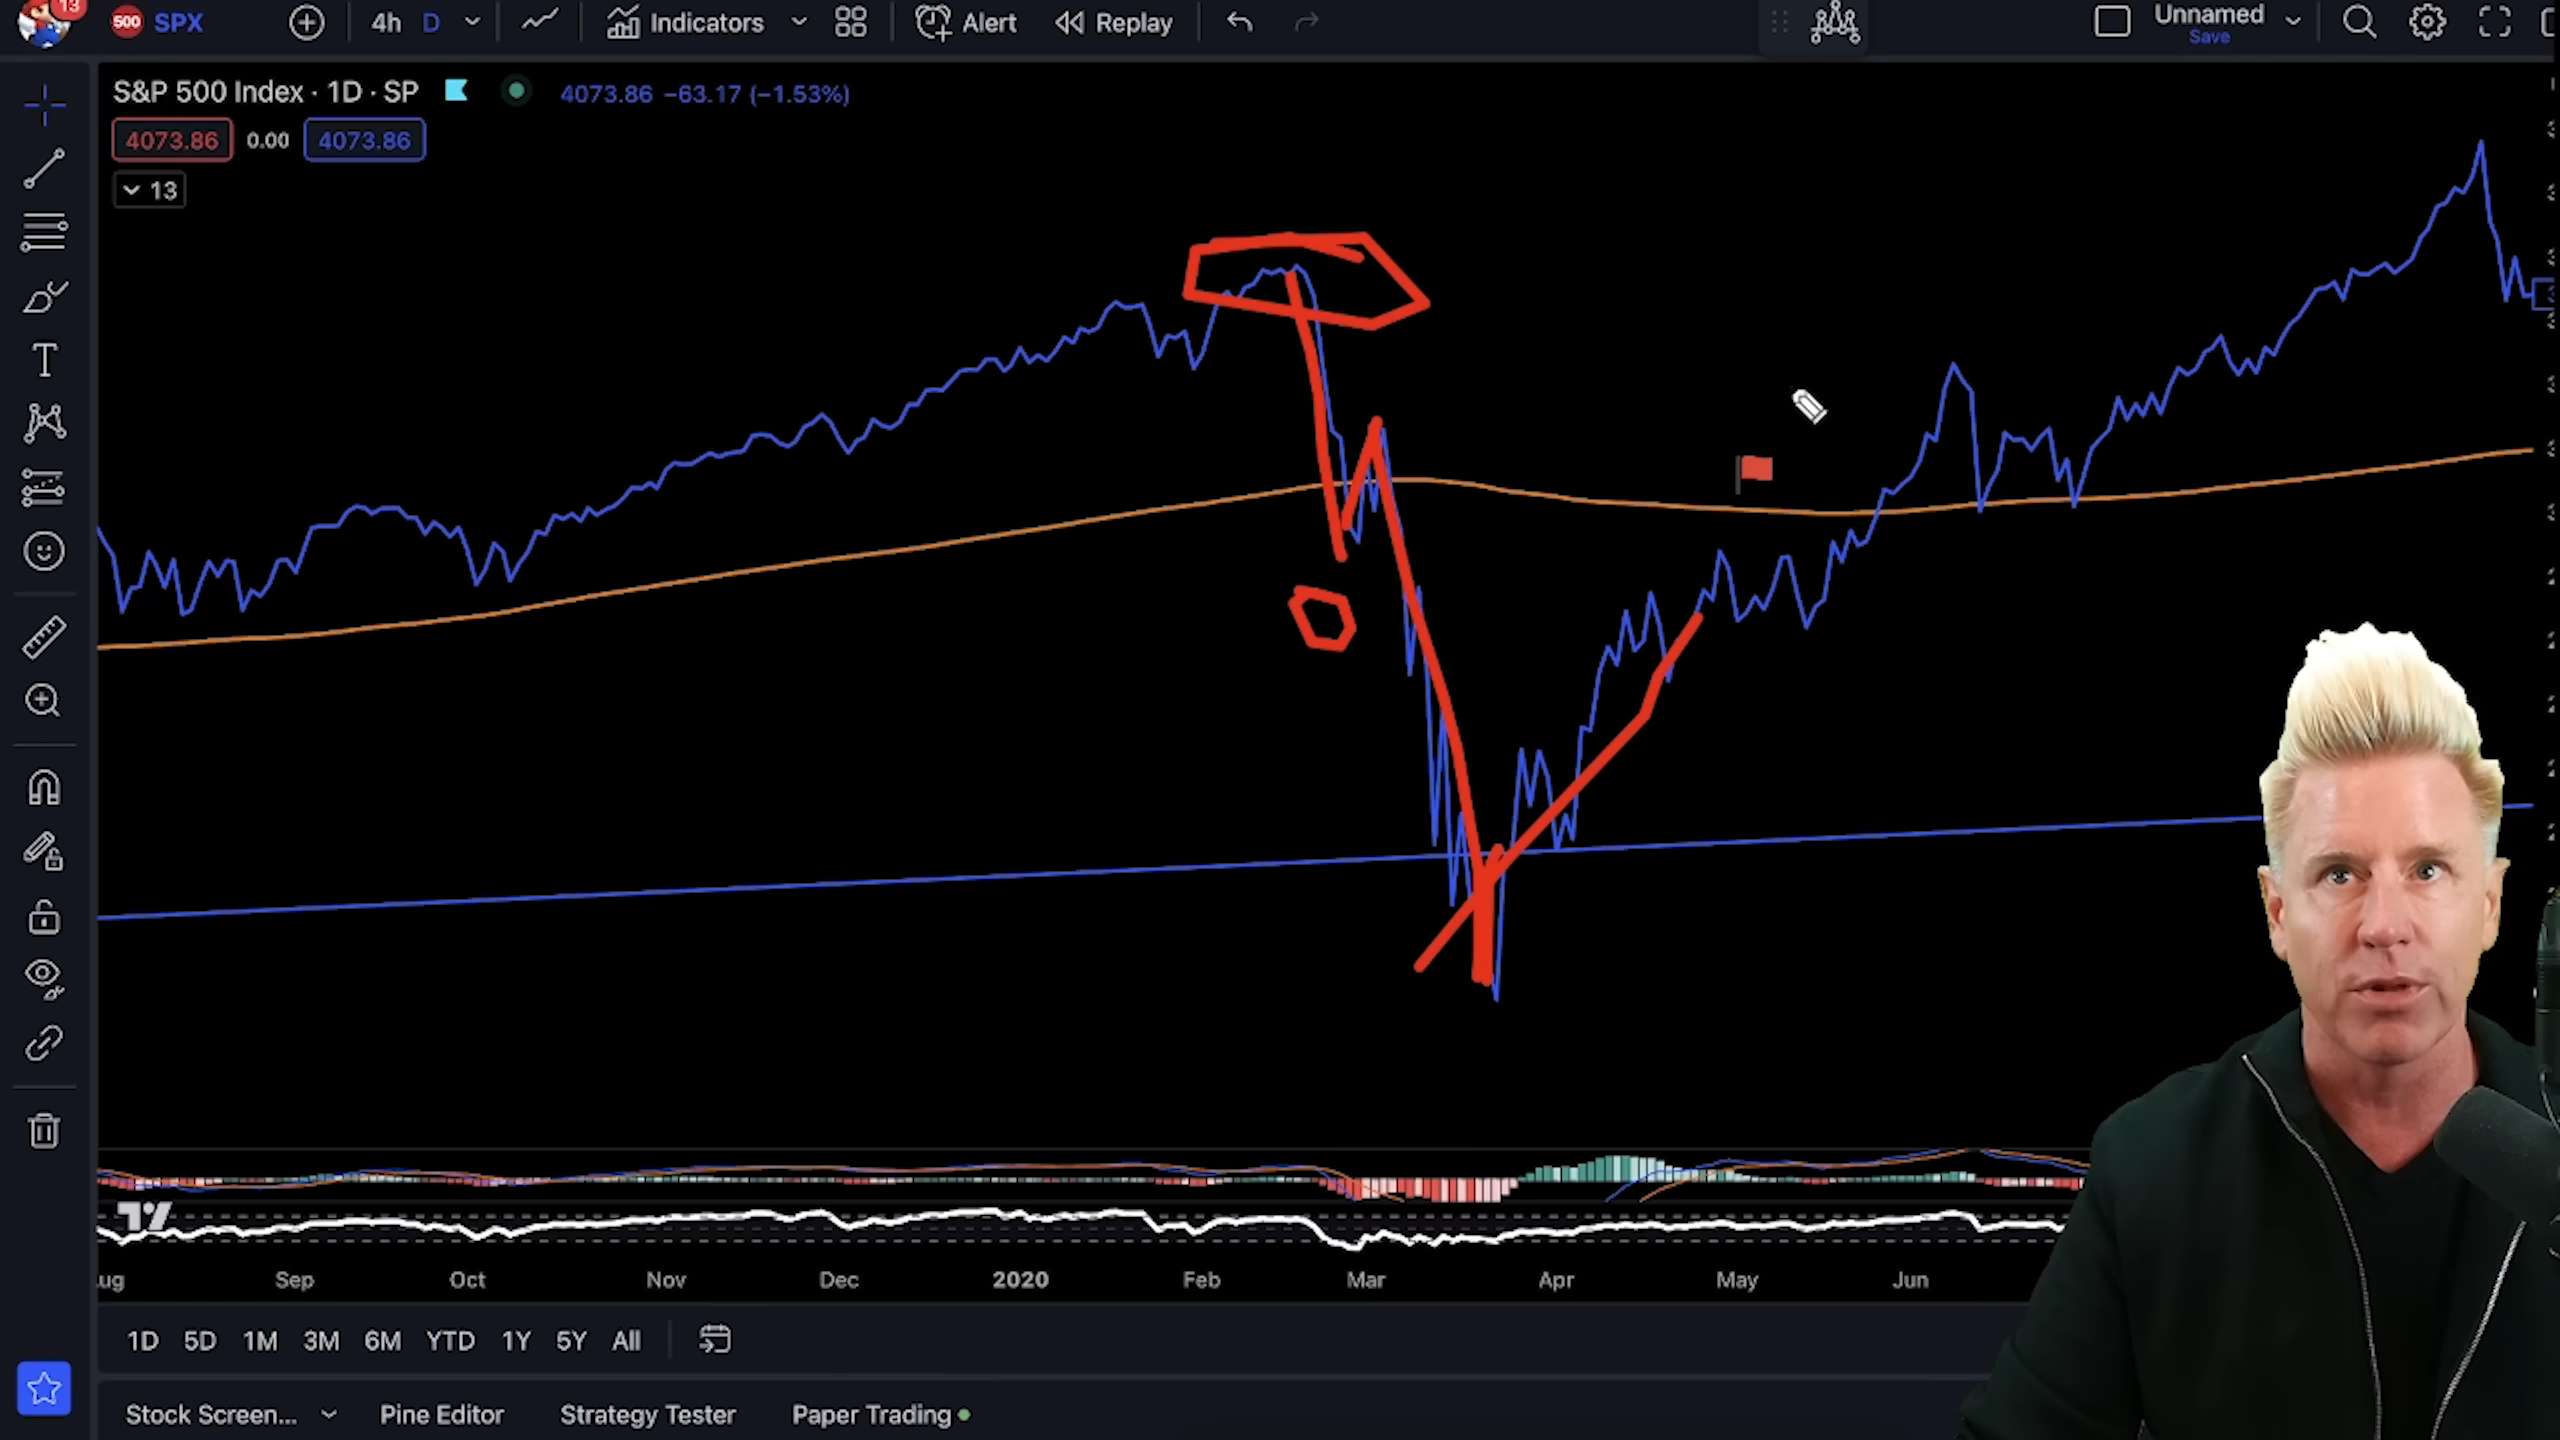 13
500 SPX 4h D Indicators Alert Replay Unnamed
Save
S&P 500 Index · 1D · SP 4073.86 −63.17 (−1.53%)
4073.86 0.00 4073.86
13
T
ug Sep Oct Nov Dec 2020 Feb Mar Apr May Jun
1D 5D 1M 3M 6M YTD 1Y 5Y All
Stock Screen... Pine Editor Strategy Tester Paper Trading